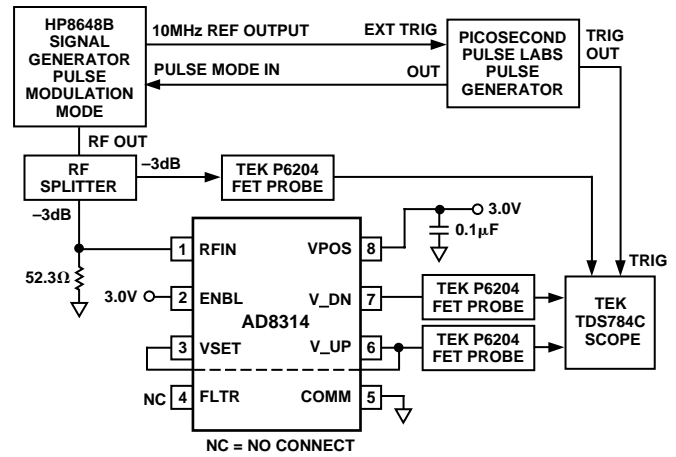 HP8648B
SIGNAL
GENERATOR
PULSE
MODULATION
MODE
10MHz REF OUTPUT
EXT TRIG
PULSE MODE IN
OUT
PICOSECOND
PULSE LABS
PULSE
GENERATOR
TRIG
OUT
RF OUT
RF
SPLITTER
–3dB
TEK P6204
FET PROBE
–3dB
52.3Ω
3.0V
1 RFIN
2 ENBL
3 VSET
4 FLTR
NC
AD8314
VPOS 8
V_DN 7
V_UP 6
COMM 5
3.0V
0.1μF
TEK P6204
FET PROBE
TEK P6204
FET PROBE
TRIG
TEK
TDS784C
SCOPE
NC = NO CONNECT